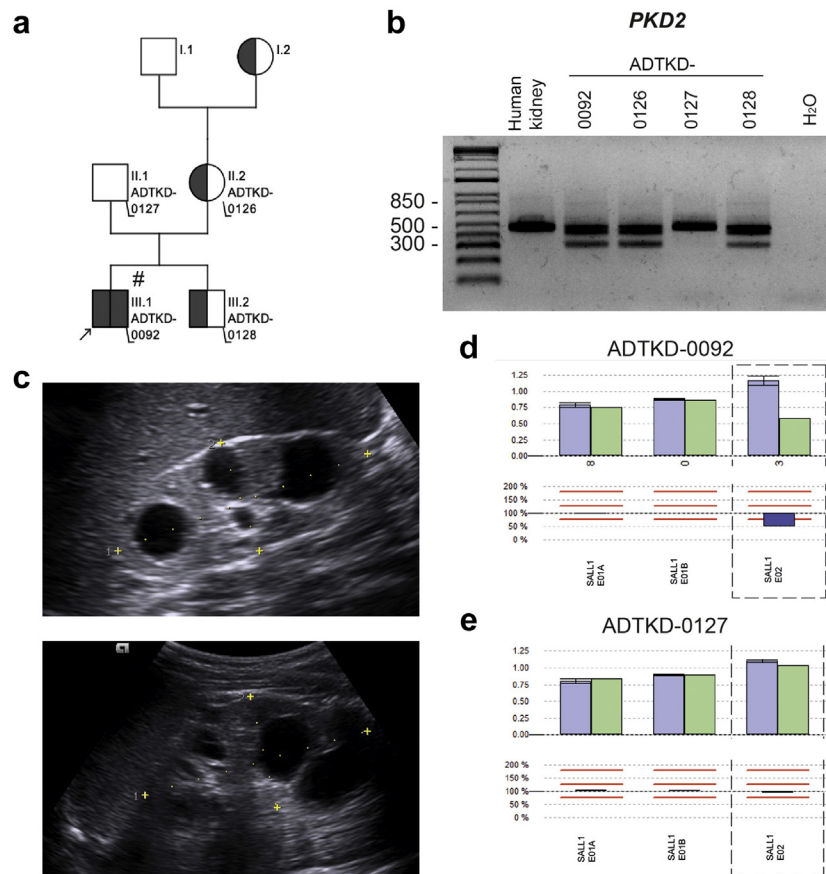 a
I.1
I.2
II.1
ADTKD-
0127
II.2
ADTKD-
0126
#
III.1
ADTKD-
0092
III.2
ADTKD-
0128
b
PKD2
ADTKD-
Human
kidney
0092
0126
0127
0128
H₂O
850 -
500 -
300 -
c
2
1
1
d
ADTKD-0092
1.25
1.00
0.75
0.50
0.25
0.00
8
0
3
200 %
150 %
100 %
50 %
0 %
SALL1
E01A
SALL1
E01B
SALL1
E02
e
ADTKD-0127
1.25
1.00
0.75
0.50
0.25
0.00
200 %
150 %
100 %
50 %
0 %
SALL1
E01A
SALL1
E01B
SALL1
E02